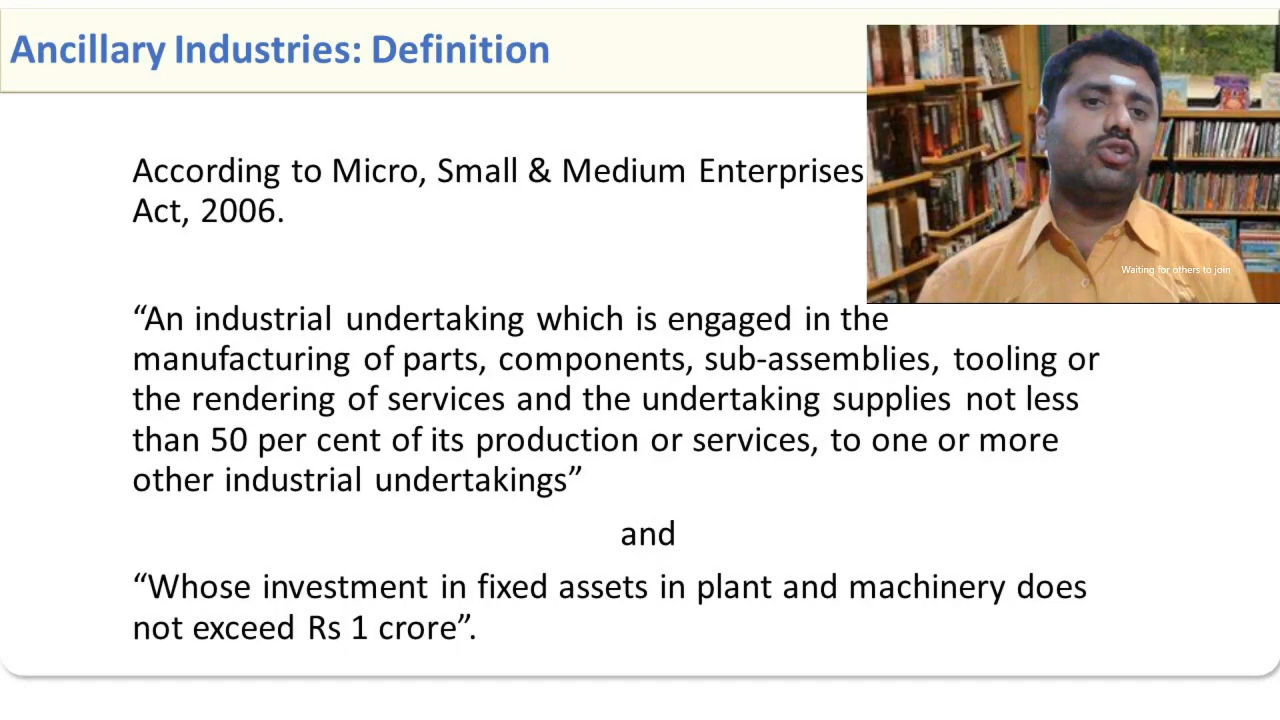 Ancillary Industries: Definition
According to Micro, Small & Medium Enterprises
Act, 2006.
Waiting for others to join
“An industrial undertaking which is engaged in the
manufacturing of parts, components, sub-assemblies, tooling or
the rendering of services and the undertaking supplies not less
than 50 per cent of its production or services, to one or more
other industrial undertakings”
and
“Whose investment in fixed assets in plant and machinery does
not exceed Rs 1 crore”.